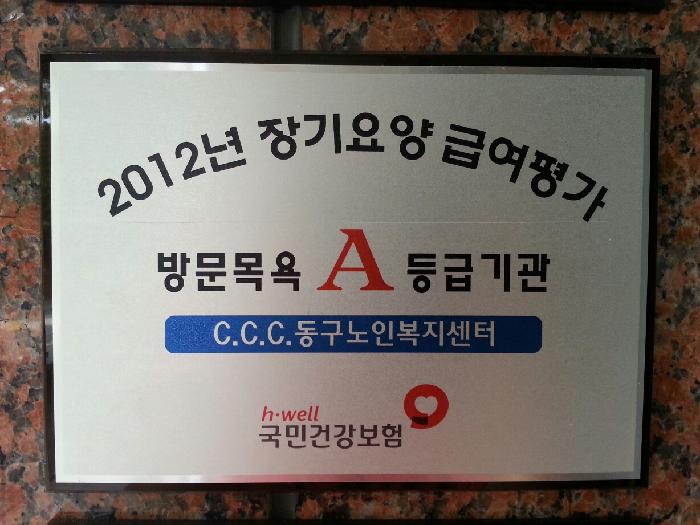 2012년 장기요양 급여평가
방문목욕 A 등급기관
C.C.C.동구노인복지센터
h·well
국민건강보험